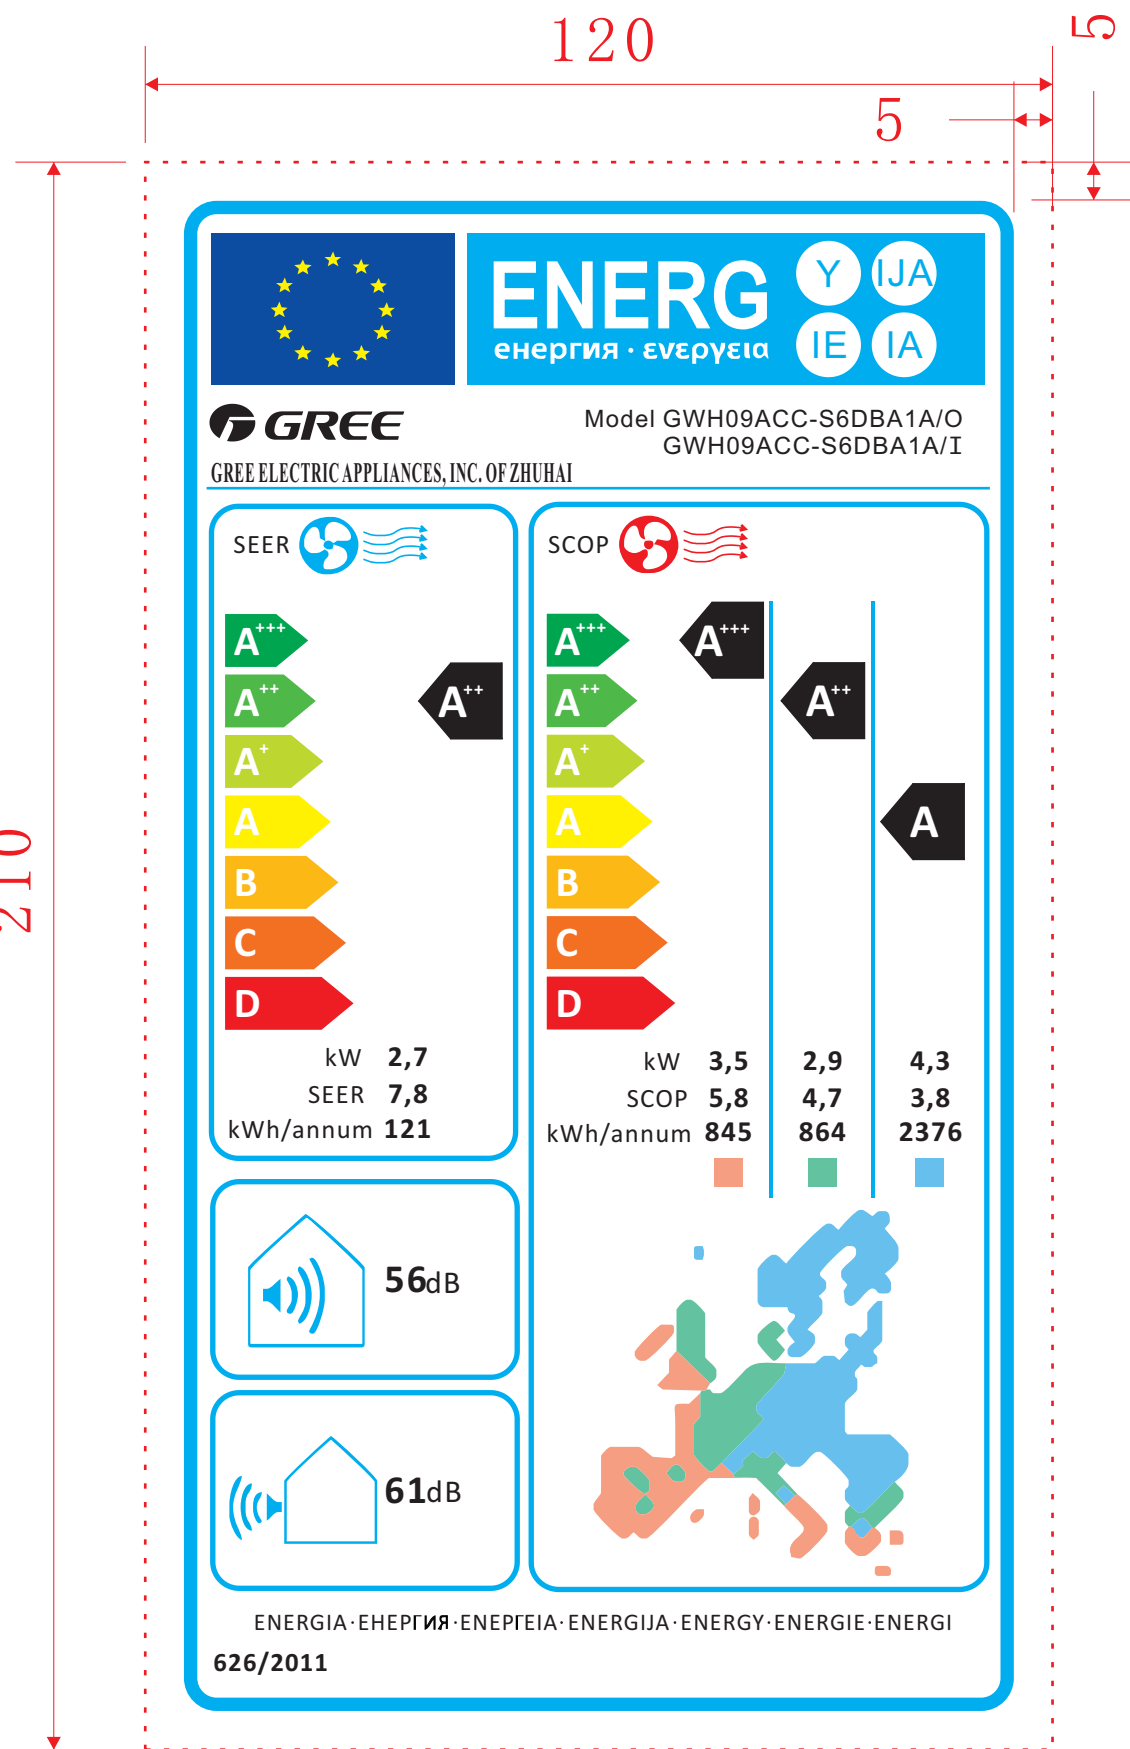 120
5
5
210
ENERG
енергия · ενεργεια
Y
IJA
IE
IA
GREE
Model GWH09ACC-S6DBA1A/O
GWH09ACC-S6DBA1A/I
GREE ELECTRIC APPLIANCES, INC. OF ZHUHAI
SEER
A+++
A++
A+
A
B
C
D
A++
kW 2,7
SEER 7,8
kWh/annum 121
SCOP
A+++
A++
A+
A
B
C
D
A+++
A++
A
kW 3,5 2,9 4,3
SCOP 5,8 4,7 3,8
kWh/annum 845 864 2376
56dB
61dB
ENERGIA·ЕНЕРГИЯ·ΕΝΕΡΓΕΙΑ·ENERGIJA·ENERGY·ENERGIE·ENERGI
626/2011